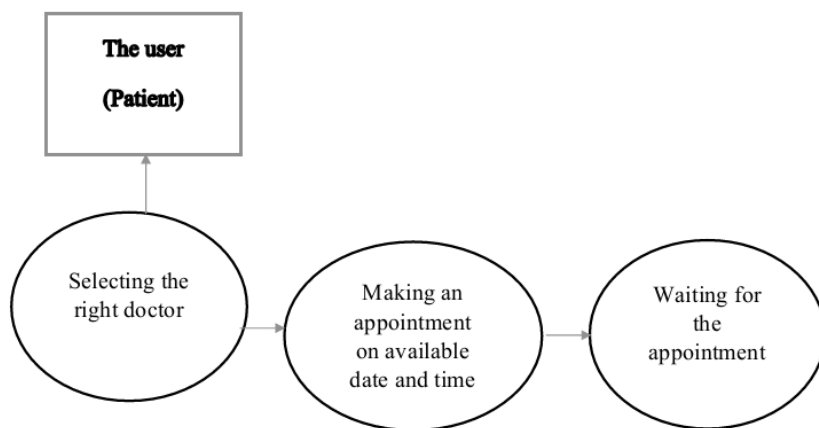 The user
(Patient)
Selecting the
right doctor
Making an
appointment
on available
date and time
Waiting for
the
appointment